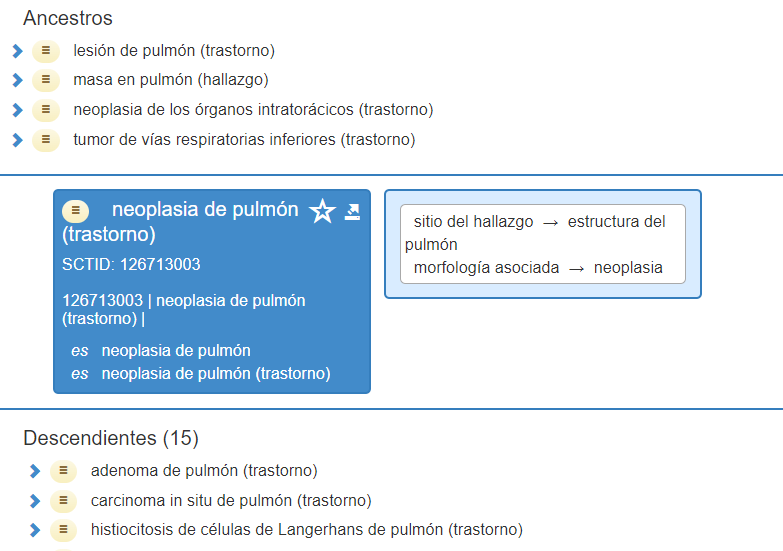 Ancestros
lesión de pulmón (trastorno)
masa en pulmón (hallazgo)
neoplasia de los órganos intratorácicos (trastorno)
tumor de vías respiratorias inferiores (trastorno)
neoplasia de pulmón
(trastorno)
SCTID: 126713003
126713003 | neoplasia de pulmón
(trastorno) |
es neoplasia de pulmón
es neoplasia de pulmón (trastorno)
sitio del hallazgo → estructura del
pulmón
morfología asociada → neoplasia
Descendientes (15)
adenoma de pulmón (trastorno)
carcinoma in situ de pulmón (trastorno)
histiocitosis de células de Langerhans de pulmón (trastorno)